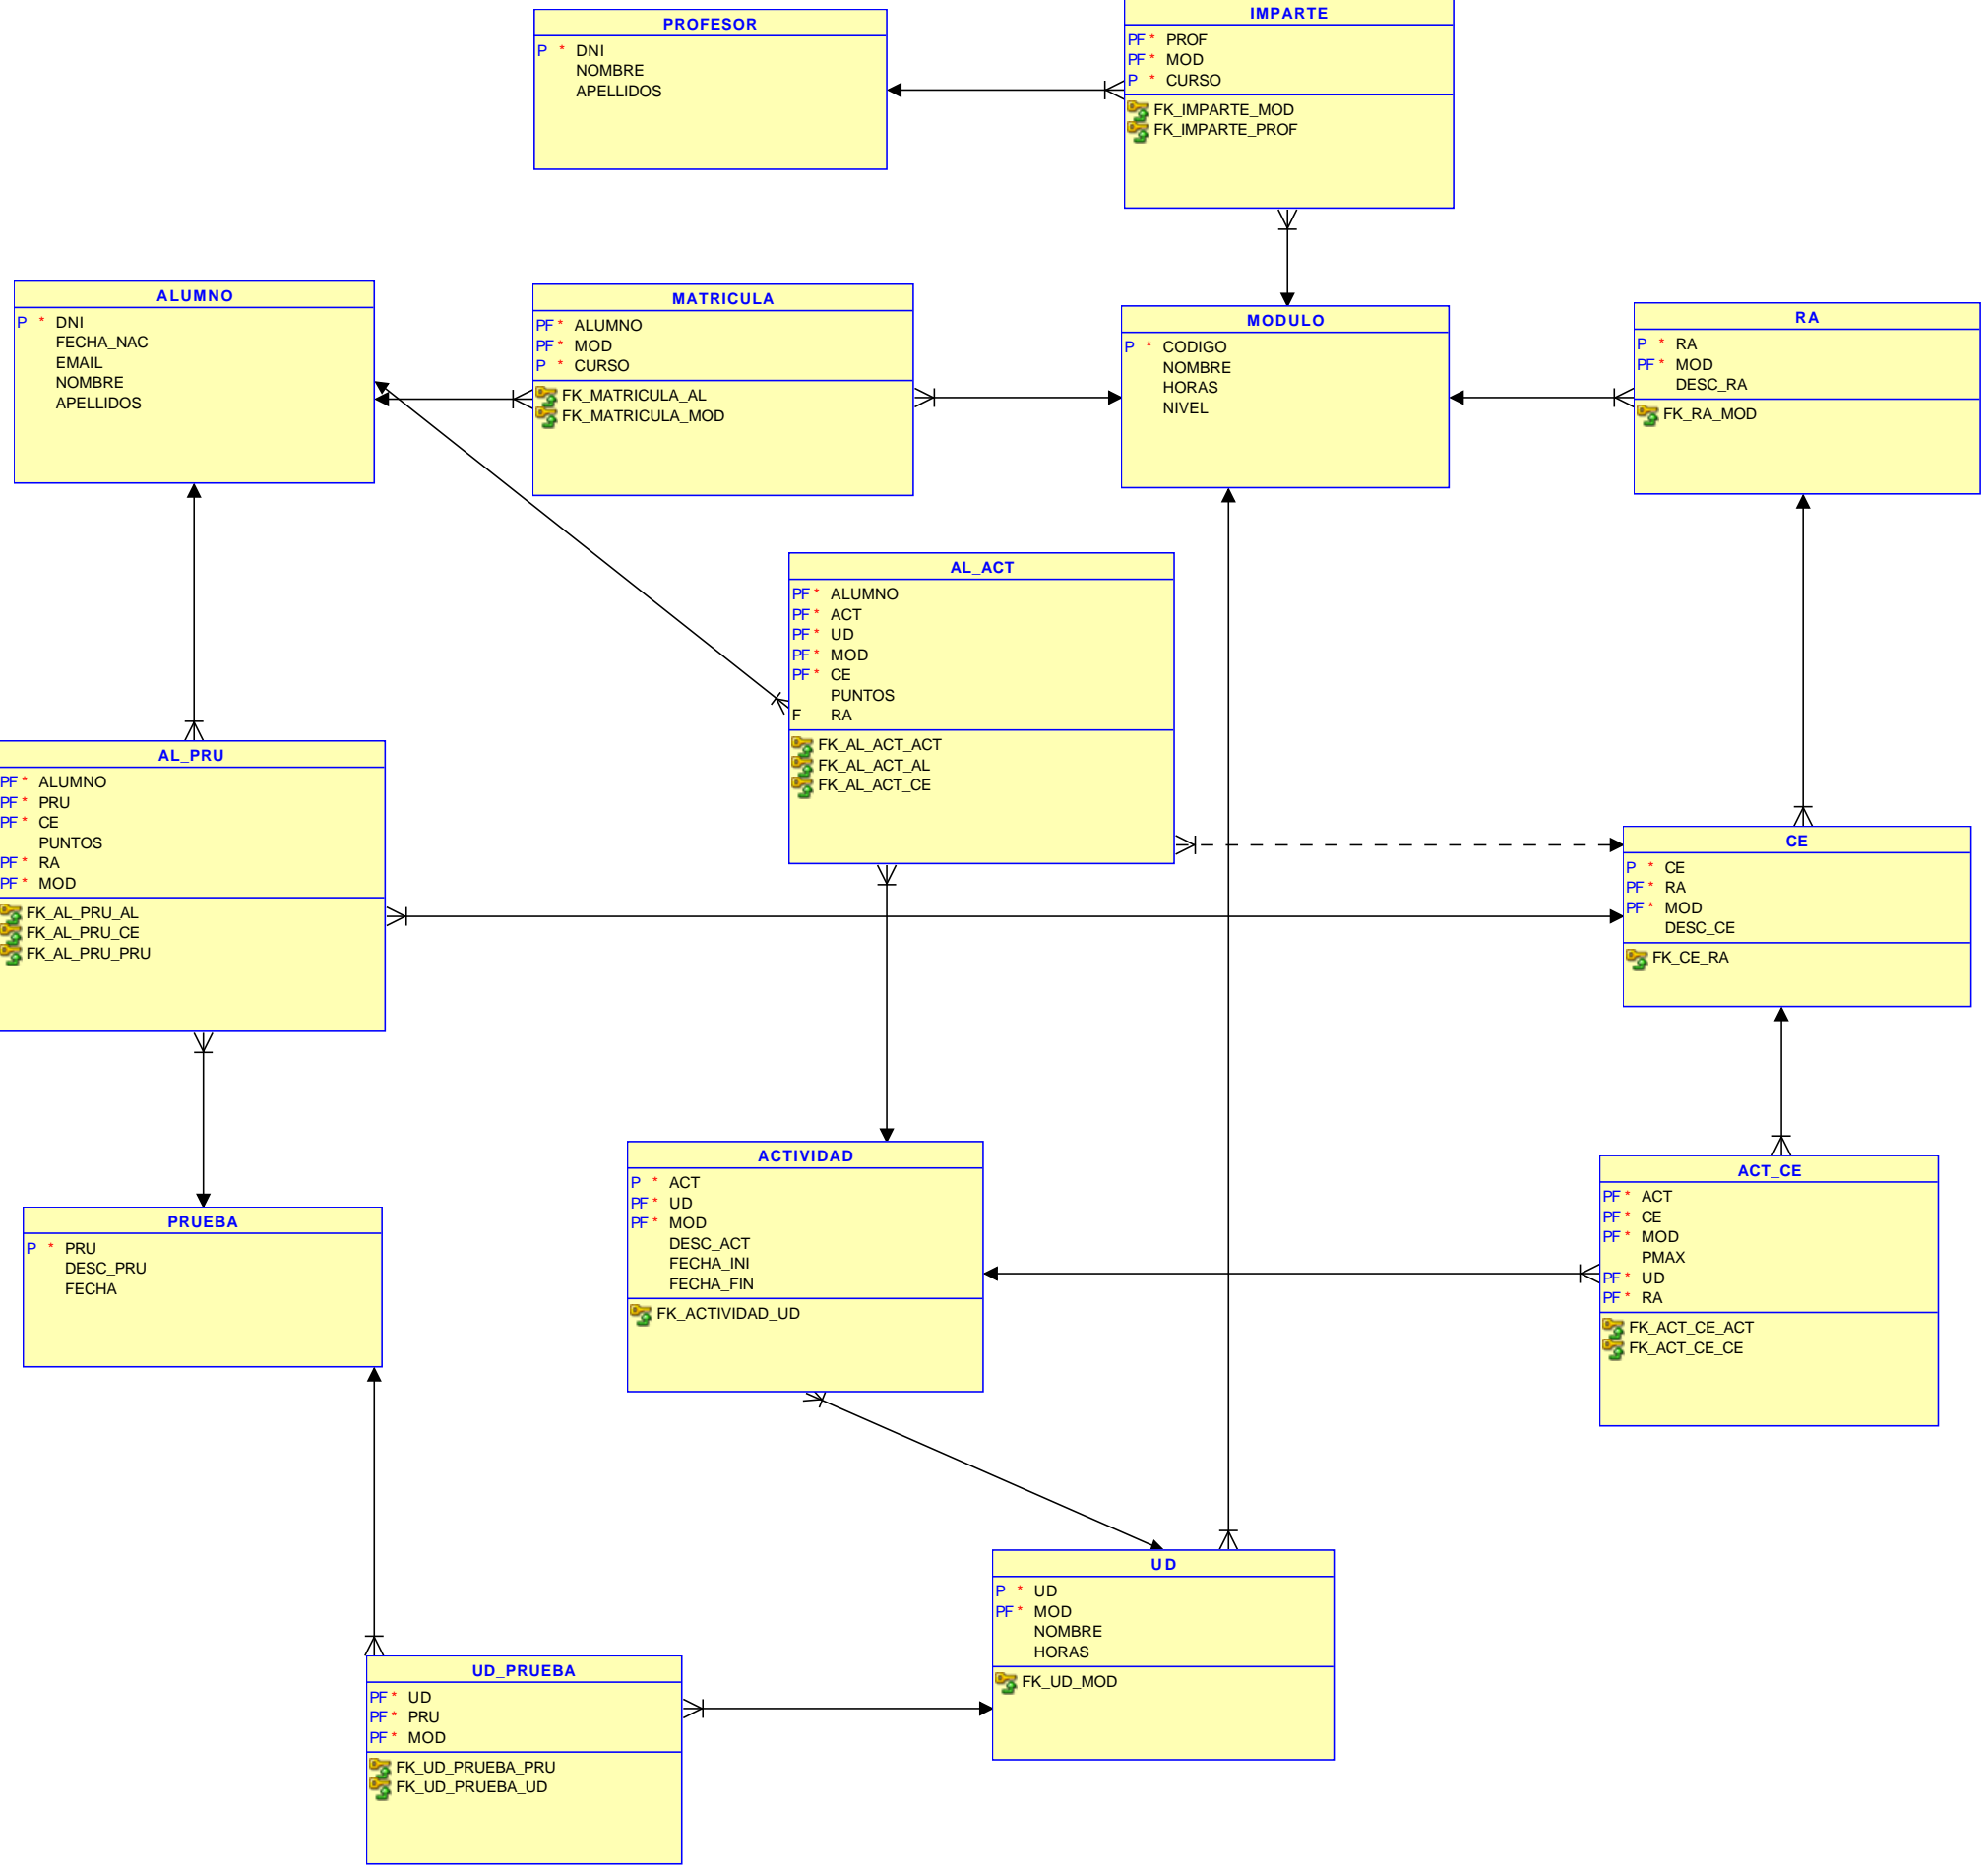 PROFESOR
P * DNI
NOMBRE
APELLIDOS
IMPARTE
PF * PROF
PF * MOD
P * CURSO
FK_IMPARTE_MOD
FK_IMPARTE_PROF
ALUMNO
P * DNI
FECHA_NAC
EMAIL
NOMBRE
APELLIDOS
MATRICULA
PF * ALUMNO
PF * MOD
P * CURSO
FK_MATRICULA_AL
FK_MATRICULA_MOD
MODULO
P * CODIGO
NOMBRE
HORAS
NIVEL
RA
P * RA
PF * MOD
DESC_RA
FK_RA_MOD
AL_ACT
PF * ALUMNO
PF * ACT
PF * UD
PF * MOD
PF * CE
PUNTOS
F RA
FK_AL_ACT_ACT
FK_AL_ACT_AL
FK_AL_ACT_CE
AL_PRU
PF * ALUMNO
PF * PRU
PF * CE
PUNTOS
PF * RA
PF * MOD
FK_AL_PRU_AL
FK_AL_PRU_CE
FK_AL_PRU_PRU
CE
P * CE
PF * RA
PF * MOD
DESC_CE
FK_CE_RA
ACTIVIDAD
P * ACT
PF * UD
PF * MOD
DESC_ACT
FECHA_INI
FECHA_FIN
FK_ACTIVIDAD_UD
ACT_CE
PF * ACT
PF * CE
PF * MOD
PMAX
PF * UD
PF * RA
FK_ACT_CE_ACT
FK_ACT_CE_CE
PRUEBA
P * PRU
DESC_PRU
FECHA
UD
P * UD
PF * MOD
NOMBRE
HORAS
FK_UD_MOD
UD_PRUEBA
PF * UD
PF * PRU
PF * MOD
FK_UD_PRUEBA_PRU
FK_UD_PRUEBA_UD